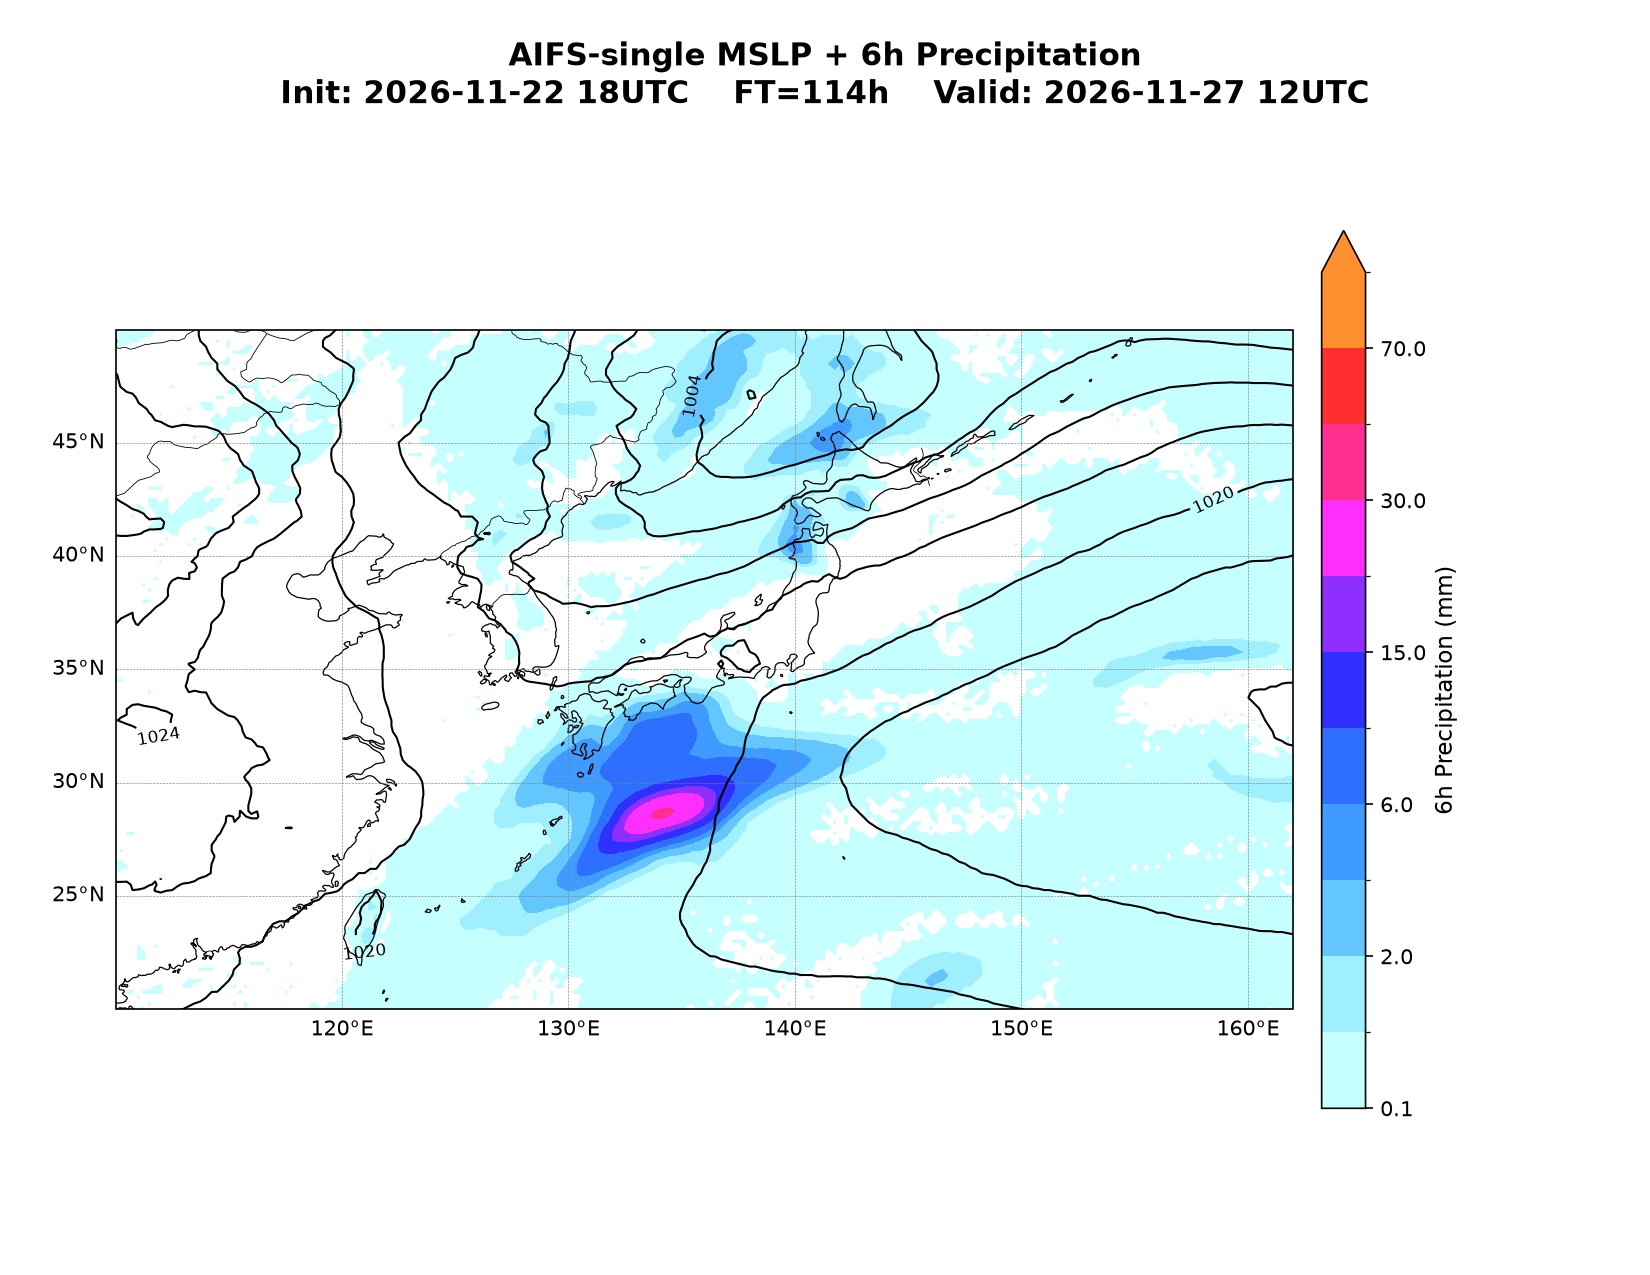 AIFS-single MSLP + 6h Precipitation
Init: 2026-11-22 18UTC    FT=114h    Valid: 2026-11-27 12UTC
70.0
30.0
15.0
6.0
2.0
0.1
6h Precipitation (mm)
45°N
40°N
35°N
30°N
25°N
1004
1020
1024
1020
120°E
130°E
140°E
150°E
160°E